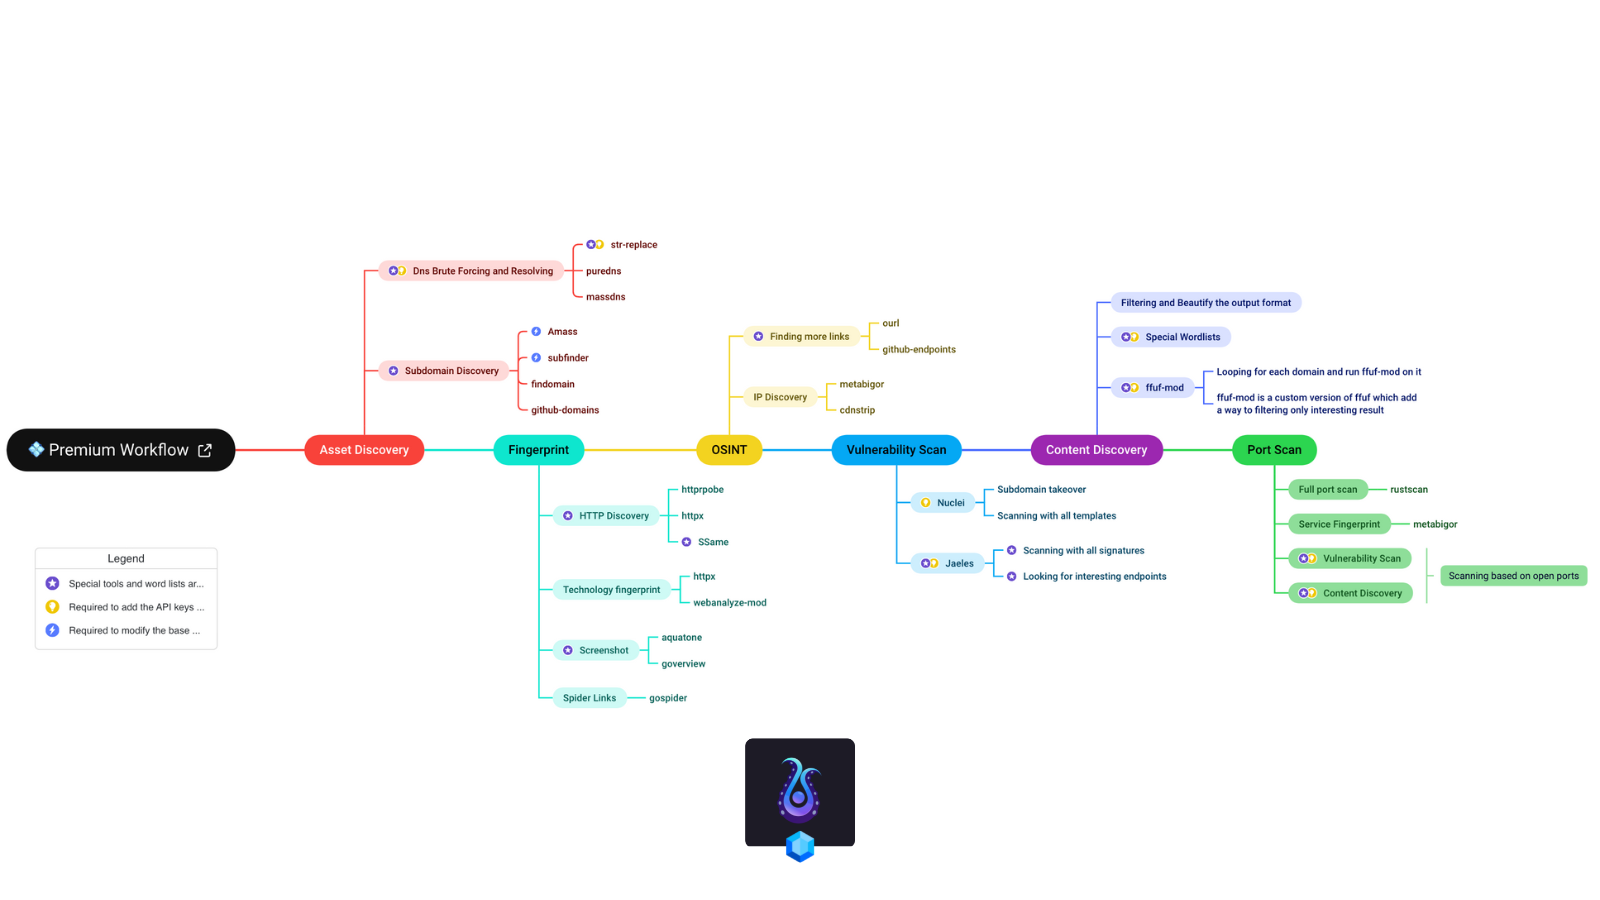 Premium Workflow
Asset Discovery
Dns Brute Forcing and Resolving
str-replace
puredns
massdns
Subdomain Discovery
Amass
subfinder
findomain
github-domains
Fingerprint
HTTP Discovery
httprpobe
httpx
SSame
Technology fingerprint
httpx
webanalyze-mod
Screenshot
aquatone
goverview
Spider Links
gospider
OSINT
Finding more links
ourl
github-endpoints
IP Discovery
metabigor
cdnstrip
Vulnerability Scan
Nuclei
Subdomain takeover
Scanning with all templates
Jaeles
Scanning with all signatures
Looking for interesting endpoints
Content Discovery
Filtering and Beautify the output format
Special Wordlists
ffuf-mod
Looping for each domain and run ffuf-mod on it
ffuf-mod is a custom version of ffuf which add
a way to filtering only interesting result
Port Scan
Full port scan
rustscan
Service Fingerprint
metabigor
Vulnerability Scan
Content Discovery
Scanning based on open ports
Legend
Special tools and word lists ar...
Required to add the API keys ...
Required to modify the base ...